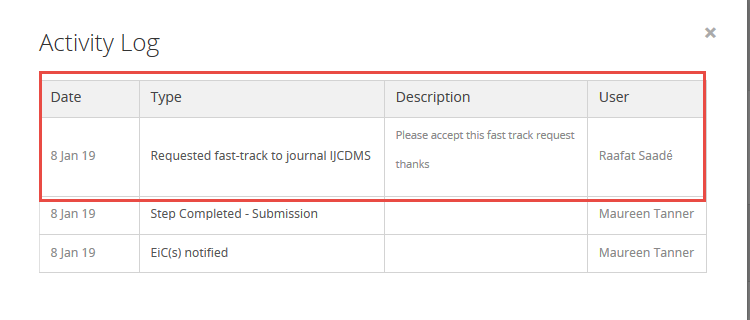 Activity Log
Date Type Description User
8 Jan 19 Requested fast-track to journal IJCDMS Please accept this fast track request Raafat Saadé
thanks
8 Jan 19 Step Completed - Submission Maureen Tanner
8 Jan 19 EiC(s) notified Maureen Tanner